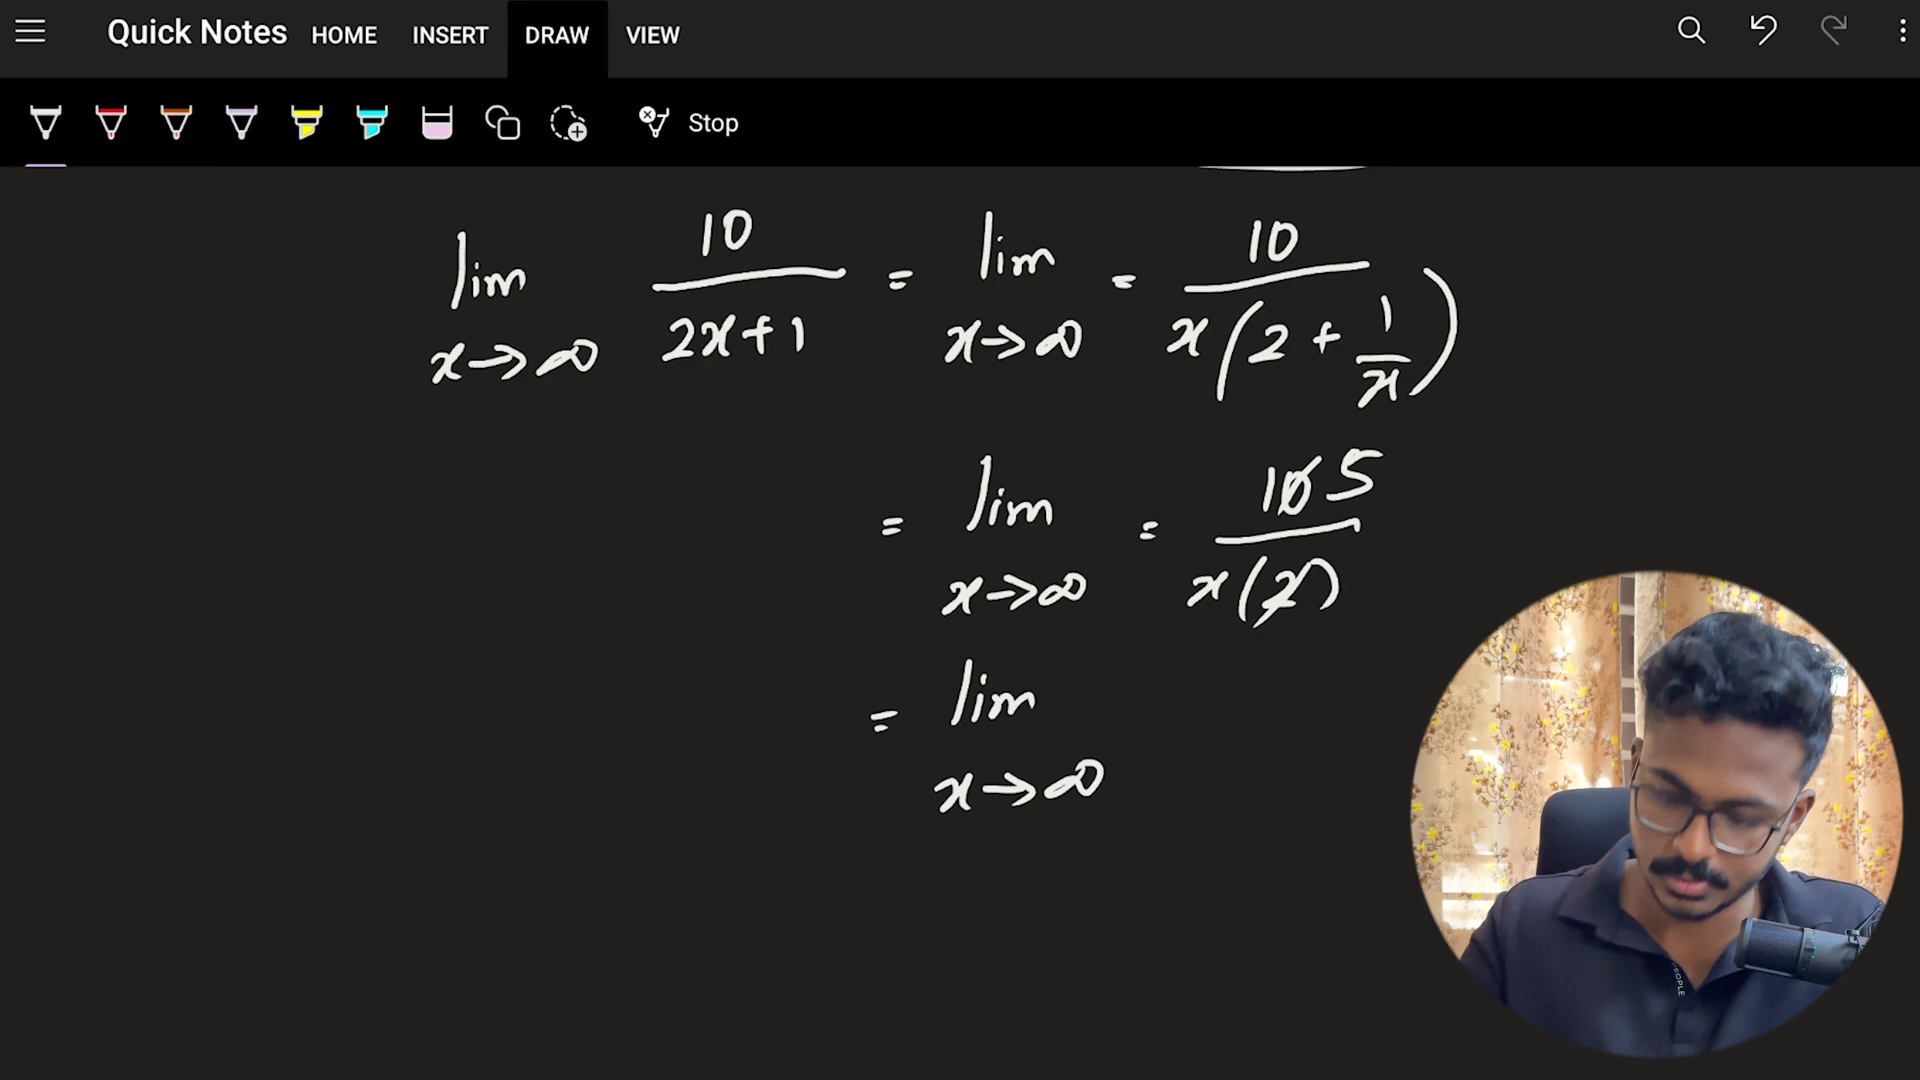 Quick Notes HOME INSERT DRAW VIEW
Stop
lim x→∞ 10/(2x+1) = lim x→∞ = 10/(x(2 + 1/x))
= lim x→∞ = 10 5/(x(2))
= lim x→∞
PEOPLE